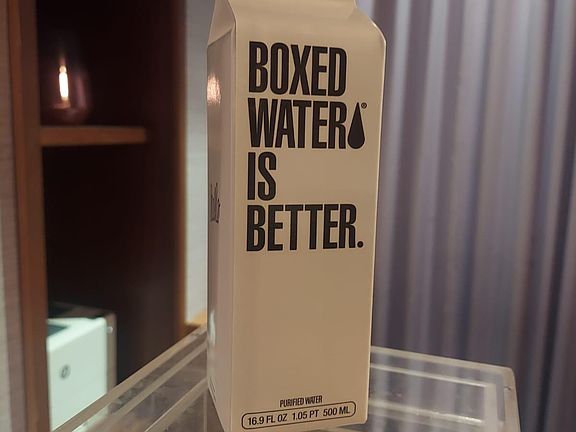 BOXED
WATER®
IS
BETTER.
PURIFIED WATER
16.9 FL OZ 1.05 PT 500 ML